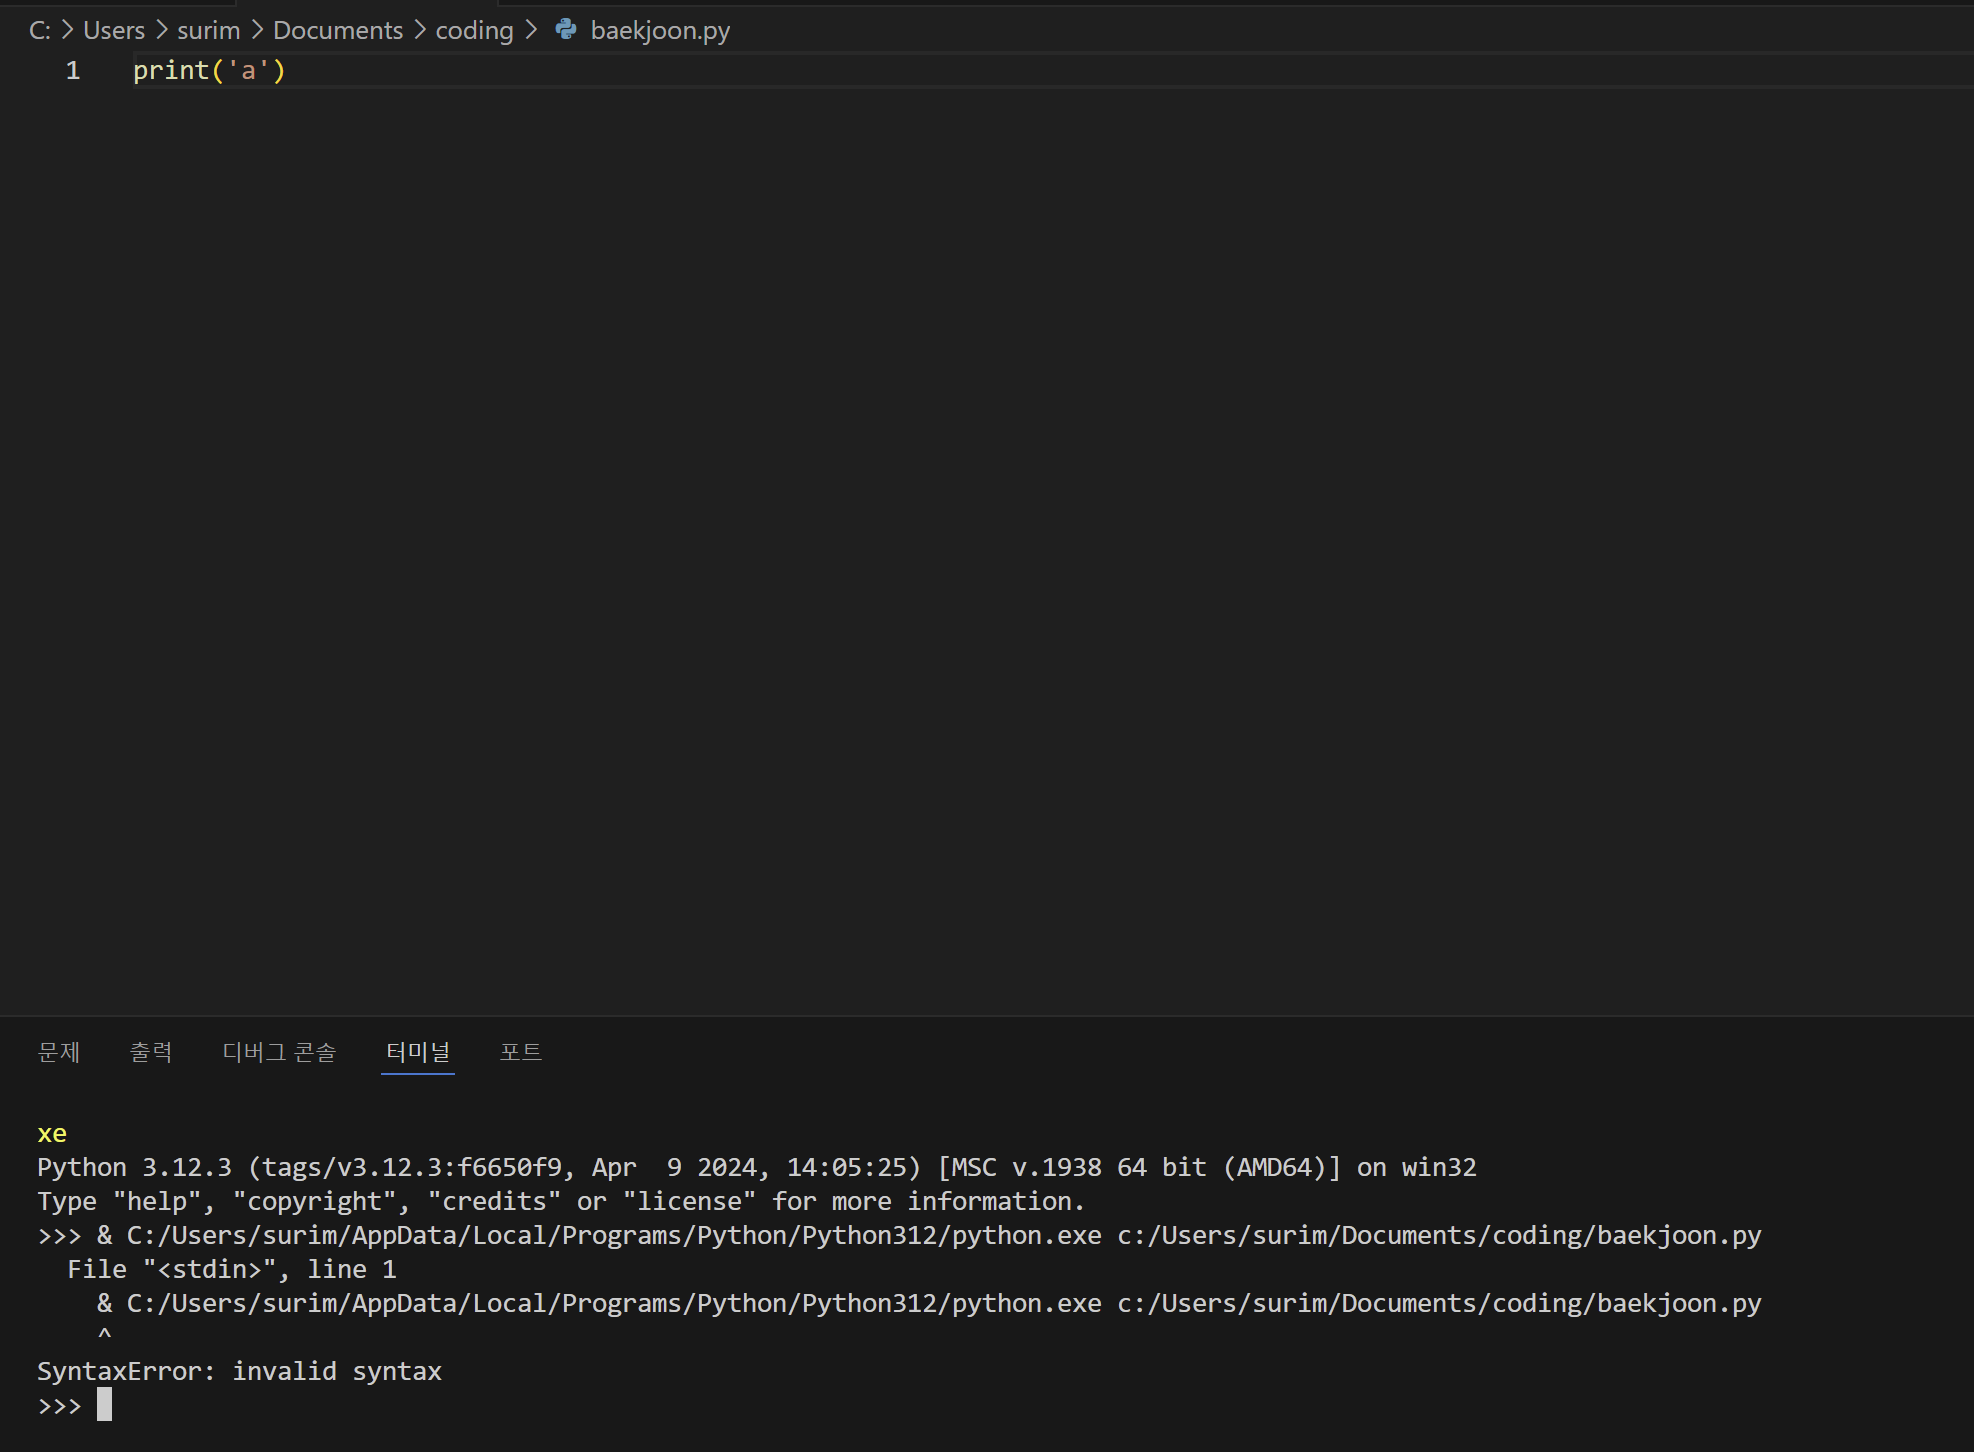 C: > Users > surim > Documents > coding > baekjoon.py
1 print('a')
문제 출력 디버그 콘솔 터미널 포트
xe
Python 3.12.3 (tags/v3.12.3:f6650f9, Apr  9 2024, 14:05:25) [MSC v.1938 64 bit (AMD64)] on win32
Type "help", "copyright", "credits" or "license" for more information.
>>> & C:/Users/surim/AppData/Local/Programs/Python/Python312/python.exe c:/Users/surim/Documents/coding/baekjoon.py
  File "<stdin>", line 1
    & C:/Users/surim/AppData/Local/Programs/Python/Python312/python.exe c:/Users/surim/Documents/coding/baekjoon.py
    ^
SyntaxError: invalid syntax
>>>